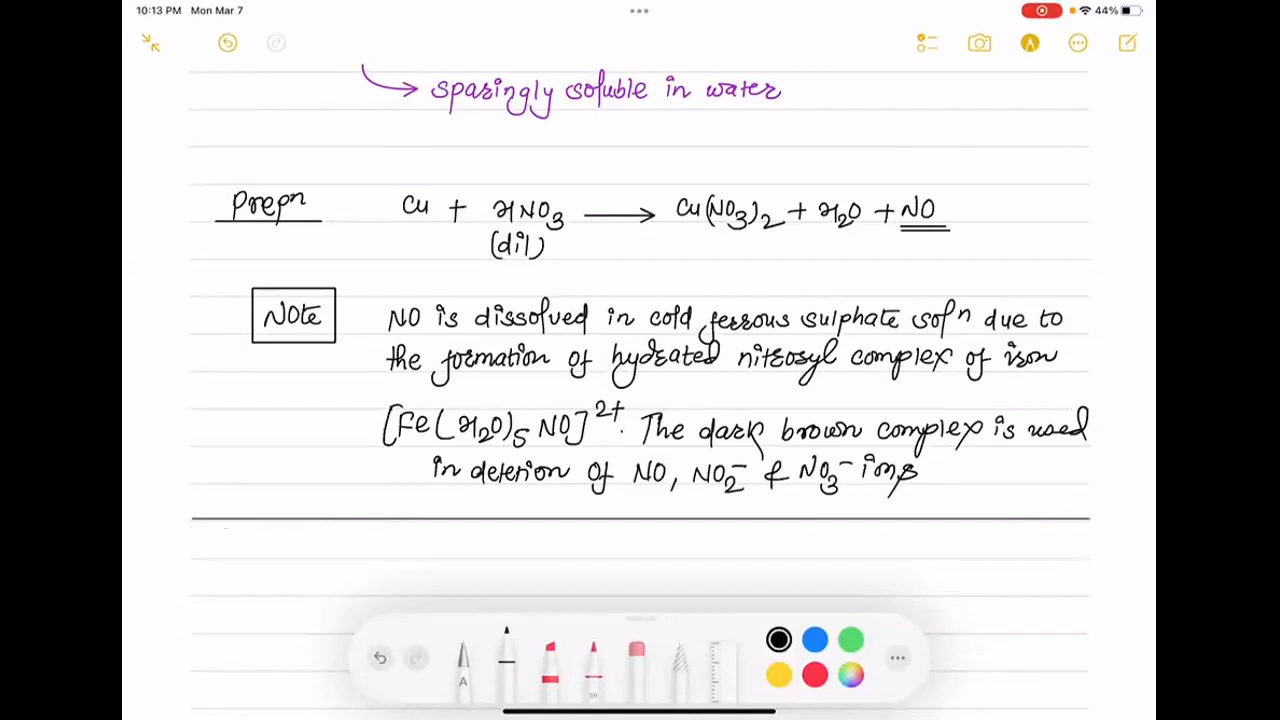 10:13 PM Mon Mar 7
44%
sparingly soluble in water
Prepn Cu + HNO3 → Cu(NO3)2 + H2O + NO
(dil)
Note NO is dissolved in cold ferrous sulphate soln due to
the formation of hydrated nitrosyl complex of iron
[Fe(H2O)5 NO]2+. The dark brown complex is used
in detetion of NO, NO2- & NO3- ions
A
50